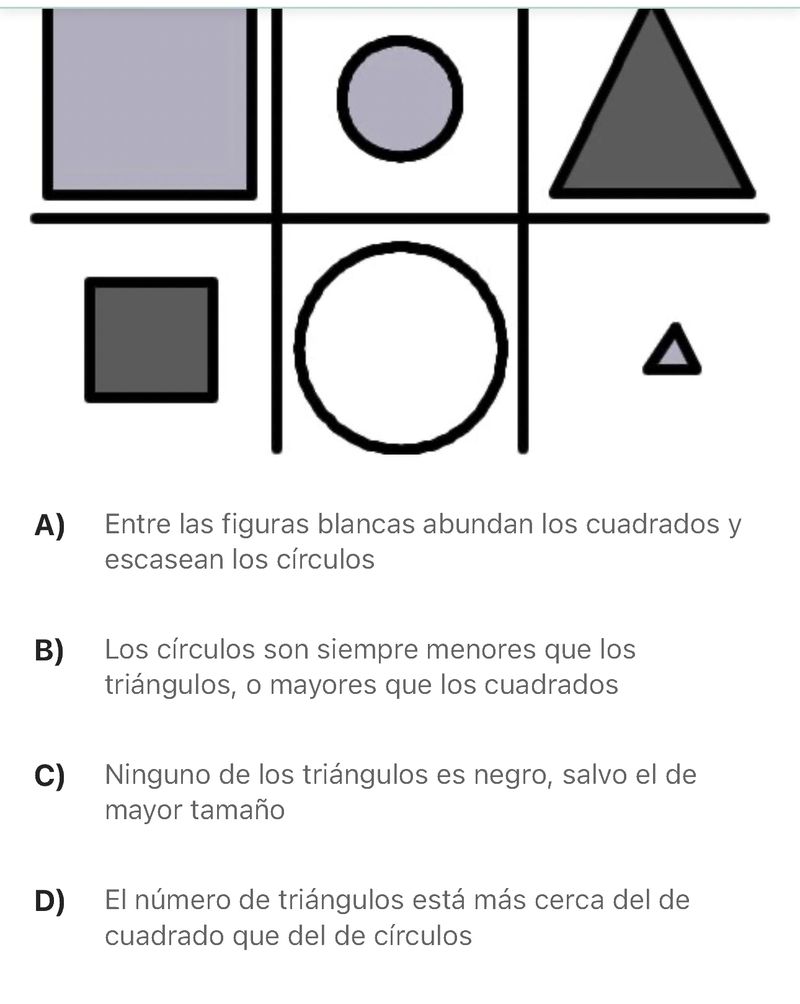 A) Entre las figuras blancas abundan los cuadrados y
escasean los círculos
B) Los círculos son siempre menores que los
triángulos, o mayores que los cuadrados
C) Ninguno de los triángulos es negro, salvo el de
mayor tamaño
D) El número de triángulos está más cerca del de
cuadrado que del de círculos